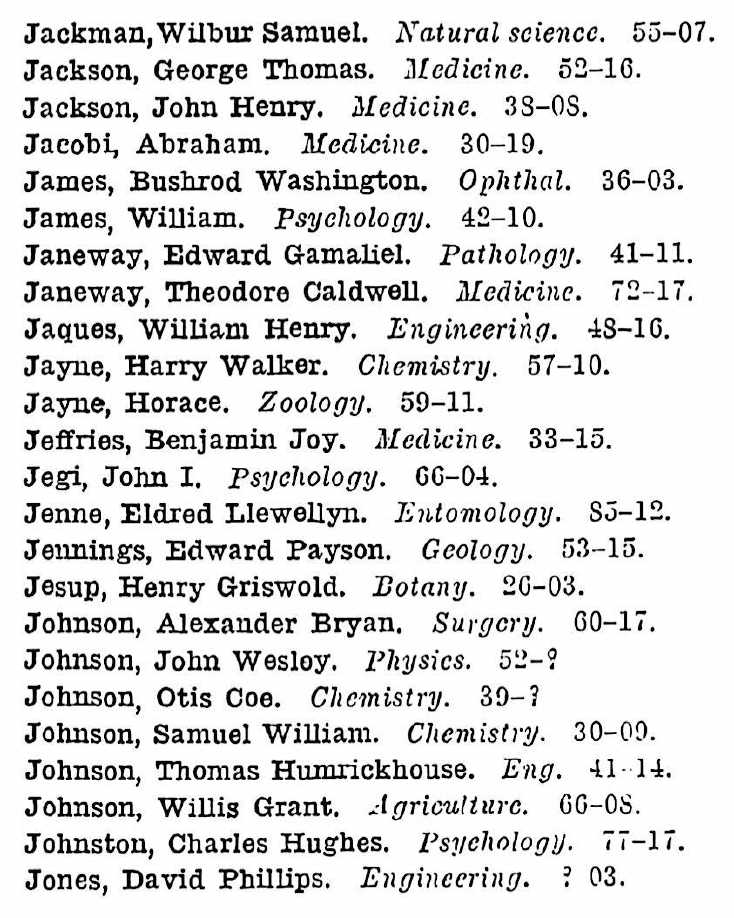 Jackman, Wilbur Samuel. Natural science. 55–07.
Jackson, George Thomas. Medicine. 52–16.
Jackson, John Henry. Medicine. 38–08.
Jacobi, Abraham. Medicine. 30–19.
James, Bushrod Washington. Ophthal. 36–03.
James, William. Psychology. 42–10.
Janeway, Edward Gamaliel. Pathology. 41–11.
Janeway, Theodore Caldwell. Medicine. 72–17.
Jaques, William Henry. Engineering. 48–16.
Jayne, Harry Walker. Chemistry. 57–10.
Jayne, Horace. Zoology. 59–11.
Jeffries, Benjamin Joy. Medicine. 33–15.
Jegi, John I. Psychology. 66–04.
Jenne, Eldred Llewellyn. Entomology. 85–12.
Jennings, Edward Payson. Geology. 53–15.
Jesup, Henry Griswold. Botany. 26–03.
Johnson, Alexander Bryan. Surgery. 60–17.
Johnson, John Wesley. Physics. 52–?
Johnson, Otis Coe. Chemistry. 39–?
Johnson, Samuel William. Chemistry. 30–09.
Johnson, Thomas Humrickhouse. Eng. 41–14.
Johnson, Willis Grant. Agriculture. 66–08.
Johnston, Charles Hughes. Psychology. 77–17.
Jones, David Phillips. Engineering. ? 03.